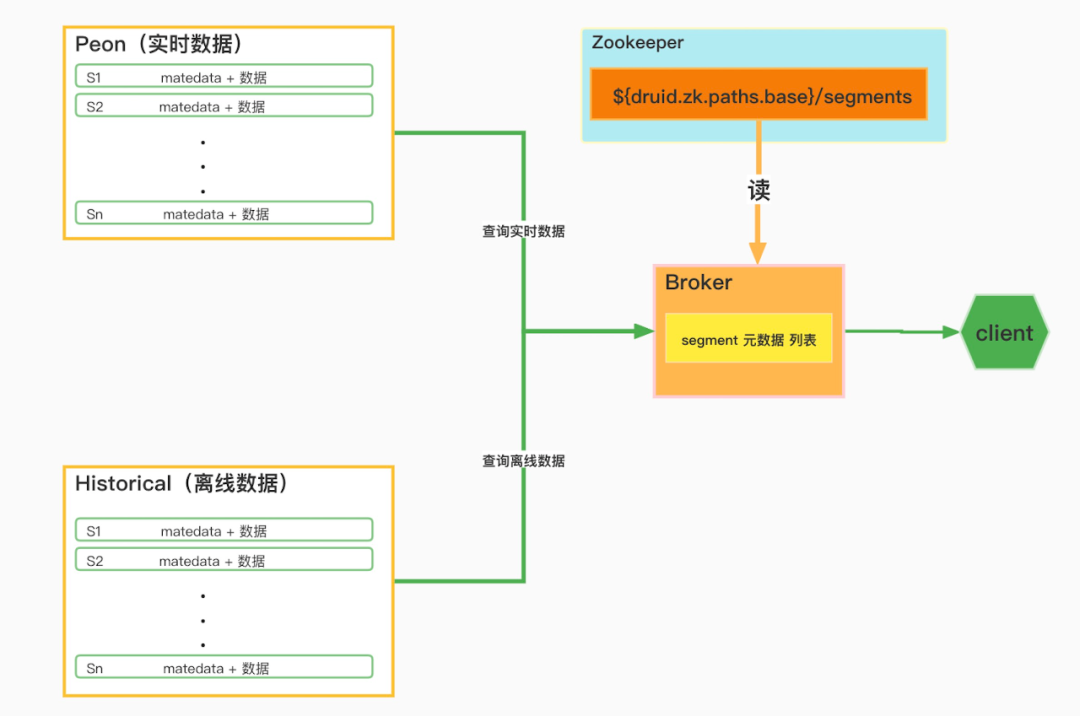 Peon（实时数据）
S1 matedata + 数据
S2 matedata + 数据
Sn matedata + 数据
Zookeeper
${druid.zk.paths.base}/segments
读
查询实时数据
Broker
segment 元数据 列表
client
查询离线数据
Historical（离线数据）
S1 matedata + 数据
S2 matedata + 数据
Sn matedata + 数据